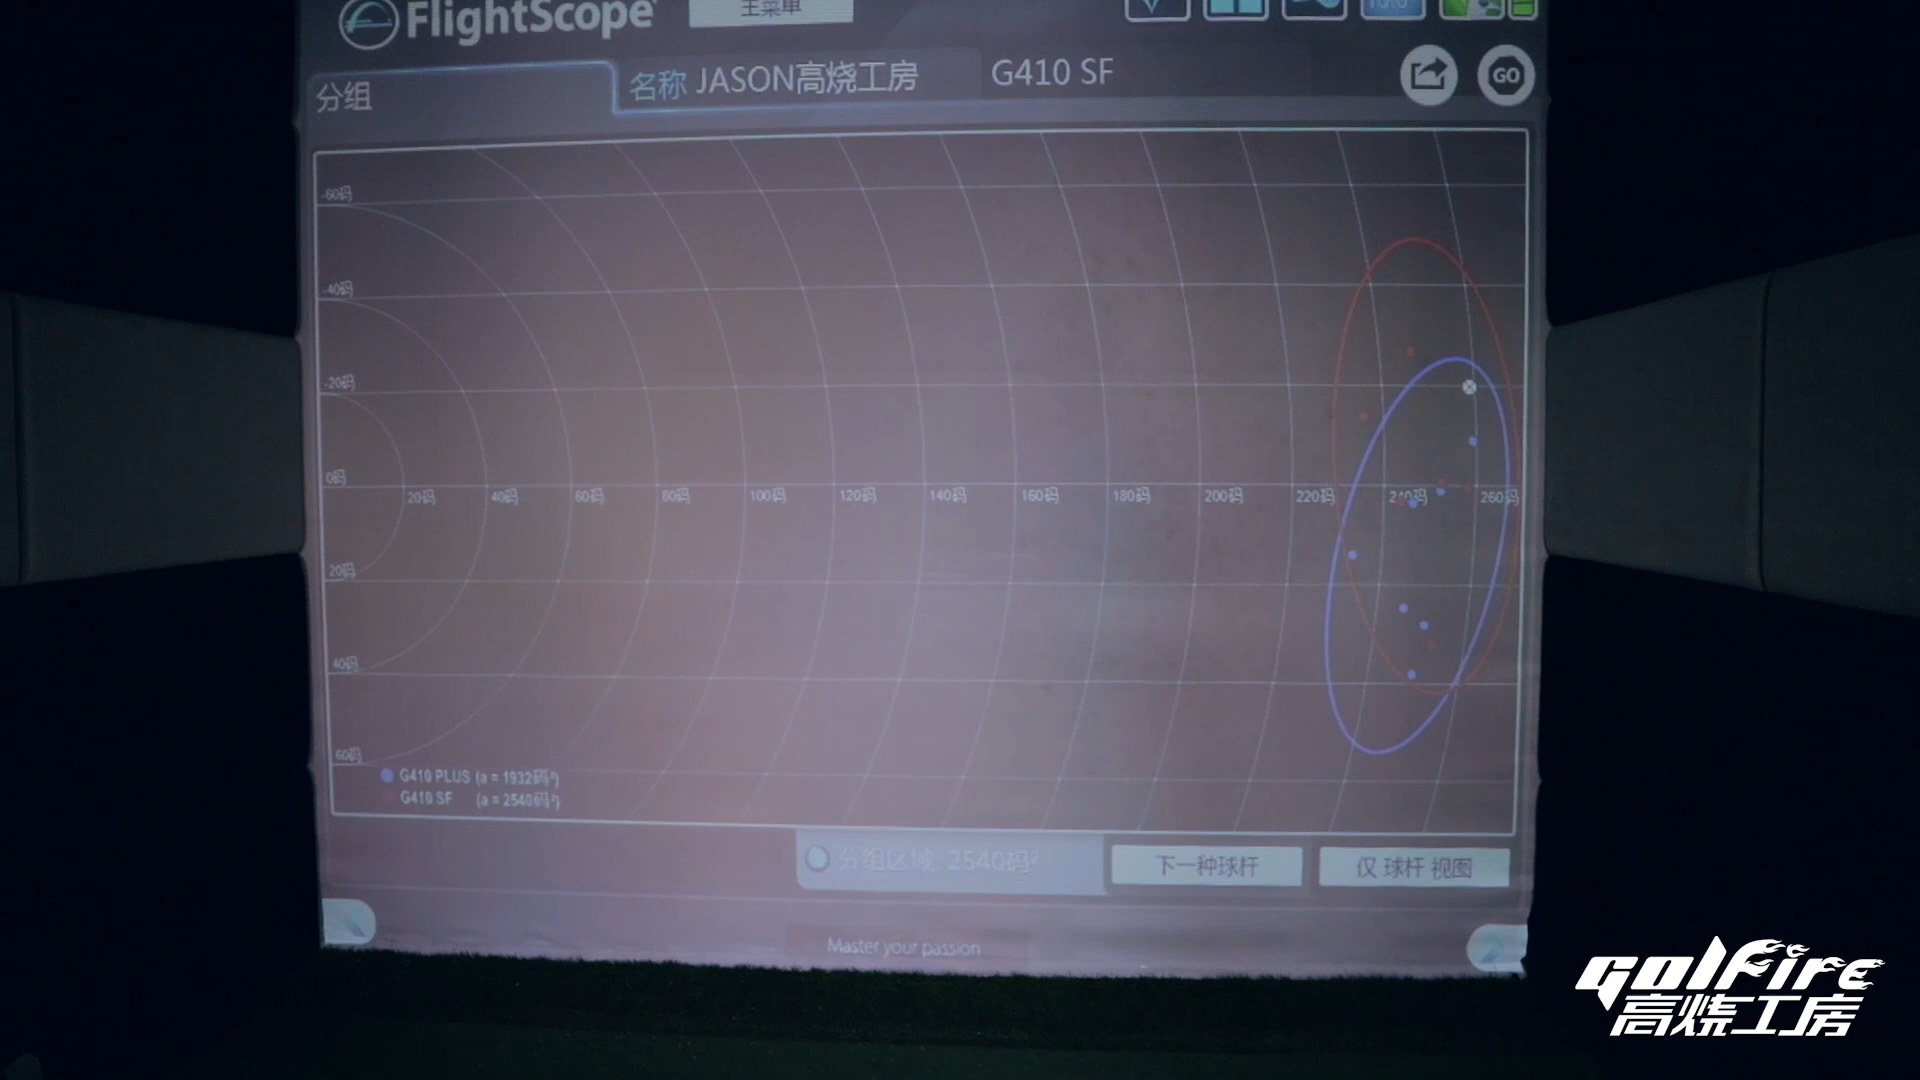 FlightScope
主菜单
分组
名称 JASON高烧工房
G410 SF
GO
-60码
-40码
-20码
0码
20码
40码
60码
20码 40码 60码 80码 100码 120码 140码 160码 180码 200码 220码 240码 260码
G410 PLUS (a = 1932码²)
G410 SF (a = 2540码²)
分组区域: 2540码²
下一种球杆
仅 球杆 视图
Master your passion
GolFire
高烧工房